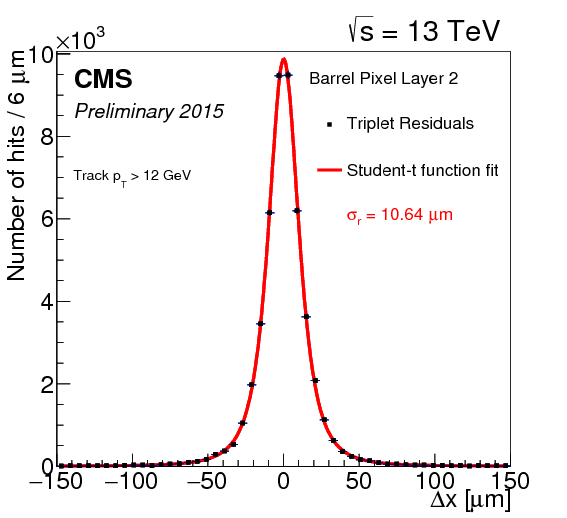 √s = 13 TeV
10×10³
CMS
Barrel Pixel Layer 2
Preliminary 2015
Triplet Residuals
8
Track p_T > 12 GeV
Student-t function fit
σ_r = 10.64 μm
6
4
2
0
Number of hits / 6 μm
−150 −100 −50 0 50 100 150
Δx [μm]